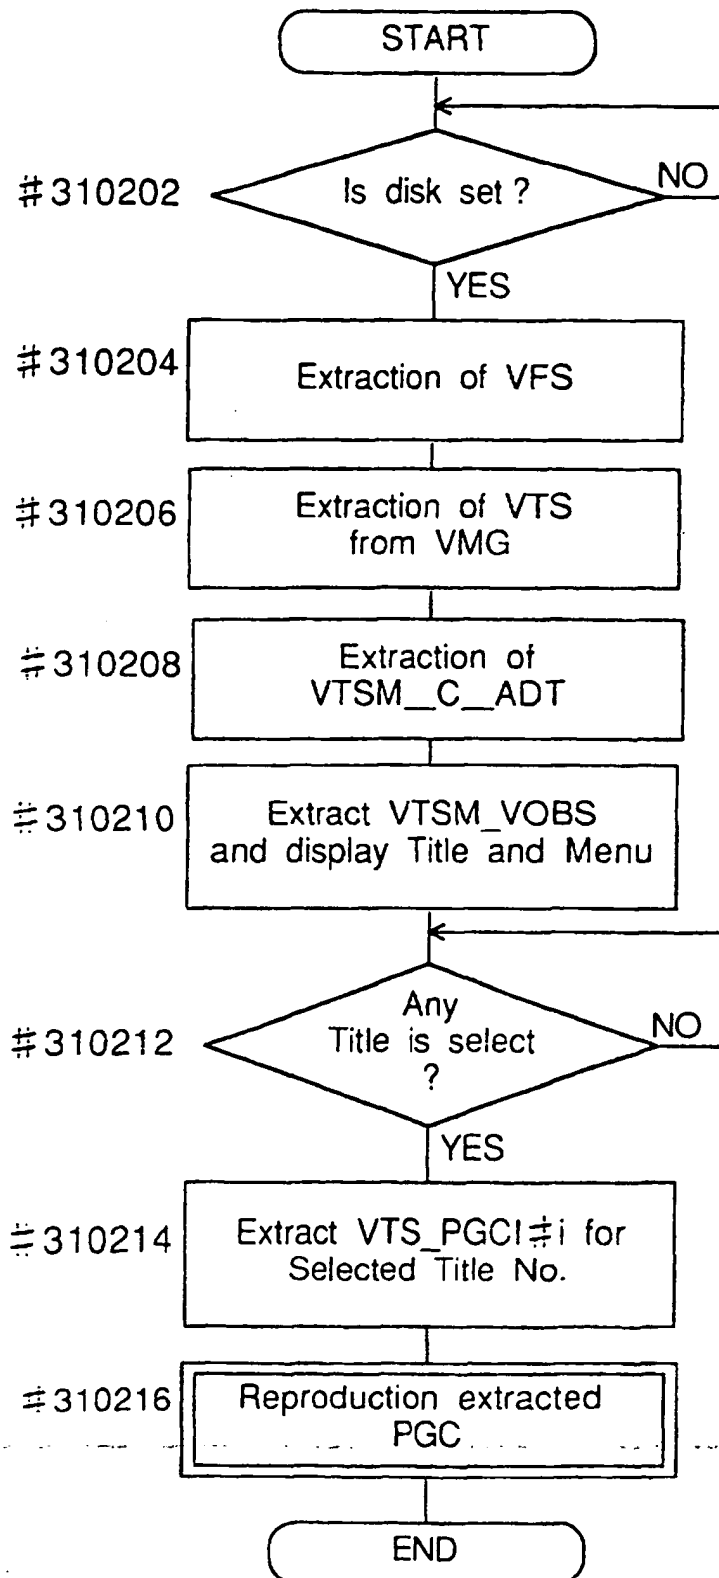 START
#310202
Is disk set ?
NO
YES
#310204
Extraction of VFS
#310206
Extraction of VTS
from VMG
#310208
Extraction of
VTSM__C__ADT
#310210
Extract VTSM_VOBS
and display Title and Menu
#310212
Any
Title is select
?
NO
YES
#310214
Extract VTS_PGCI#i for
Selected Title No.
#310216
Reproduction extracted
PGC
END